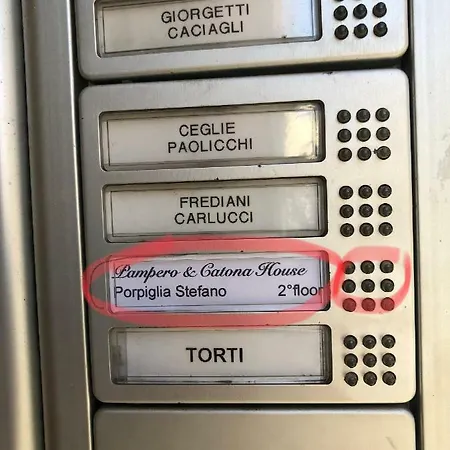 GIORGETTI
CACIAGLI
CEGLIE
PAOLICCHI
FREDIANI
CARLUCCI
Pampero & Catona House
Porpiglia Stefano 2°floor
TORTI